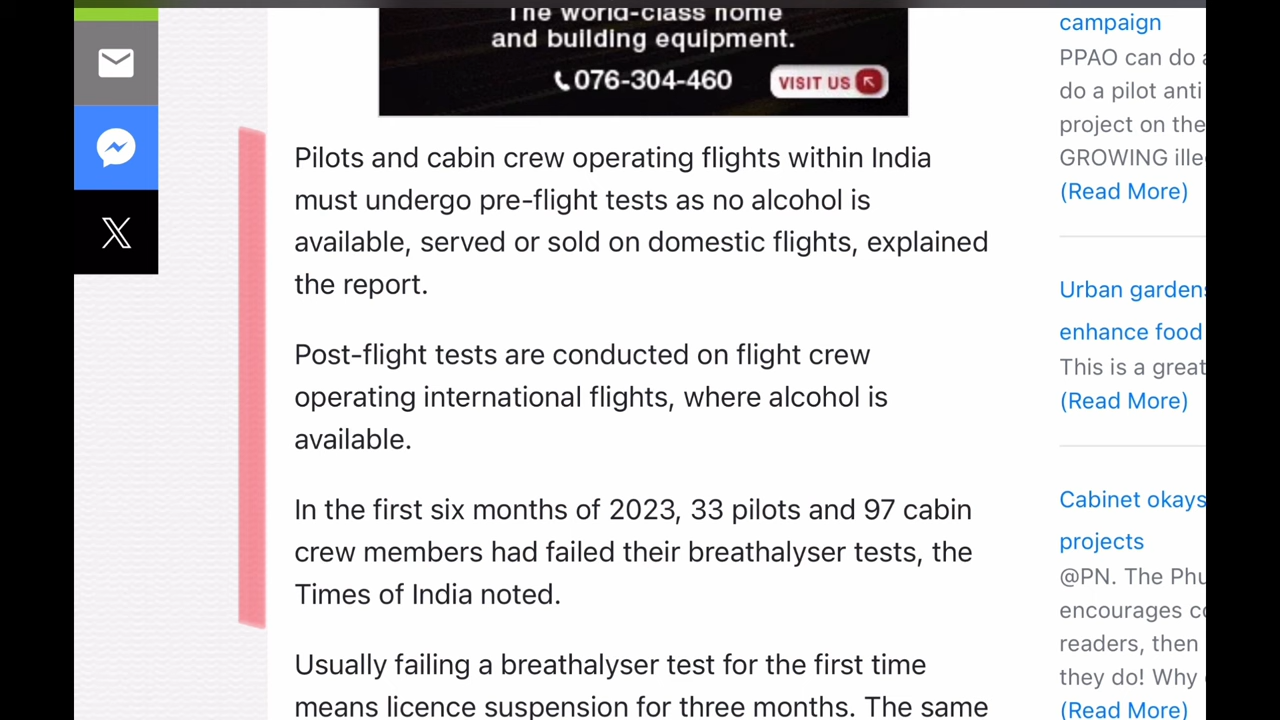 The world-class home
and building equipment.
076-304-460
VISIT US
Pilots and cabin crew operating flights within India
must undergo pre-flight tests as no alcohol is
available, served or sold on domestic flights, explained
the report.
Post-flight tests are conducted on flight crew
operating international flights, where alcohol is
available.
In the first six months of 2023, 33 pilots and 97 cabin
crew members had failed their breathalyser tests, the
Times of India noted.
Usually failing a breathalyser test for the first time
means licence suspension for three months. The same
campaign
PPAO can do
do a pilot anti
project on the
GROWING ille
(Read More)
Urban gardens
enhance food
This is a great
(Read More)
Cabinet okays
projects
@PN. The Phu
encourages
readers, then
they do! Why
(Read More)